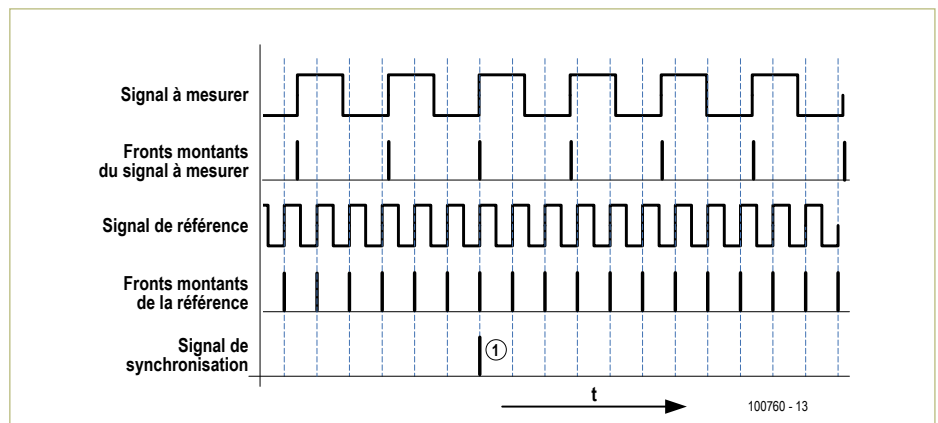 Signal à mesurer
Fronts montants
du signal à mesurer
Signal de référence
Fronts montants
de la référence
Signal de
synchronisation
1
t
100760 - 13